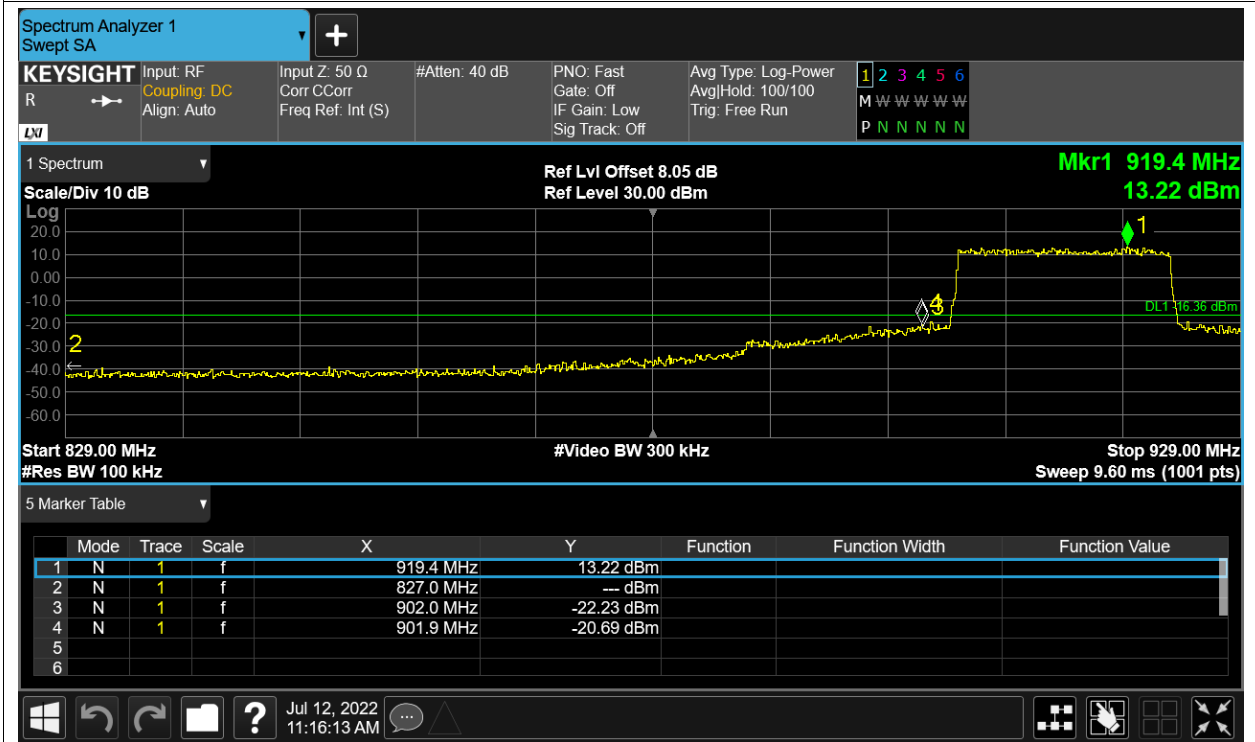 Spectrum Analyzer 1
Swept SA
+
KEYSIGHT Input: RF Input Z: 50 Ω #Atten: 40 dB PNO: Fast Avg Type: Log-Power 1 2 3 4 5 6
R Coupling: DC Corr CCorr Gate: Off Avg|Hold: 100/100 M W W W W W
Align: Auto Freq Ref: Int (S) IF Gain: Low Trig: Free Run
LXI Sig Track: Off P N N N N N
1 Spectrum Ref Lvl Offset 8.05 dB Mkr1 919.4 MHz
Scale/Div 10 dB Ref Level 30.00 dBm 13.22 dBm
Log
1
20.0
10.0
0.00
-10.0
4 3 DL1 -16.36 dBm
-20.0
-30.0 2
-40.0
-50.0
-60.0
Start 829.00 MHz #Video BW 300 kHz Stop 929.00 MHz
#Res BW 100 kHz Sweep 9.60 ms (1001 pts)
5 Marker Table
Mode Trace Scale X Y Function Function Width Function Value
1 N 1 f 919.4 MHz 13.22 dBm
2 N 1 f 827.0 MHz --- dBm
3 N 1 f 902.0 MHz -22.23 dBm
4 N 1 f 901.9 MHz -20.69 dBm
5
6
? Jul 12, 2022
11:16:13 AM